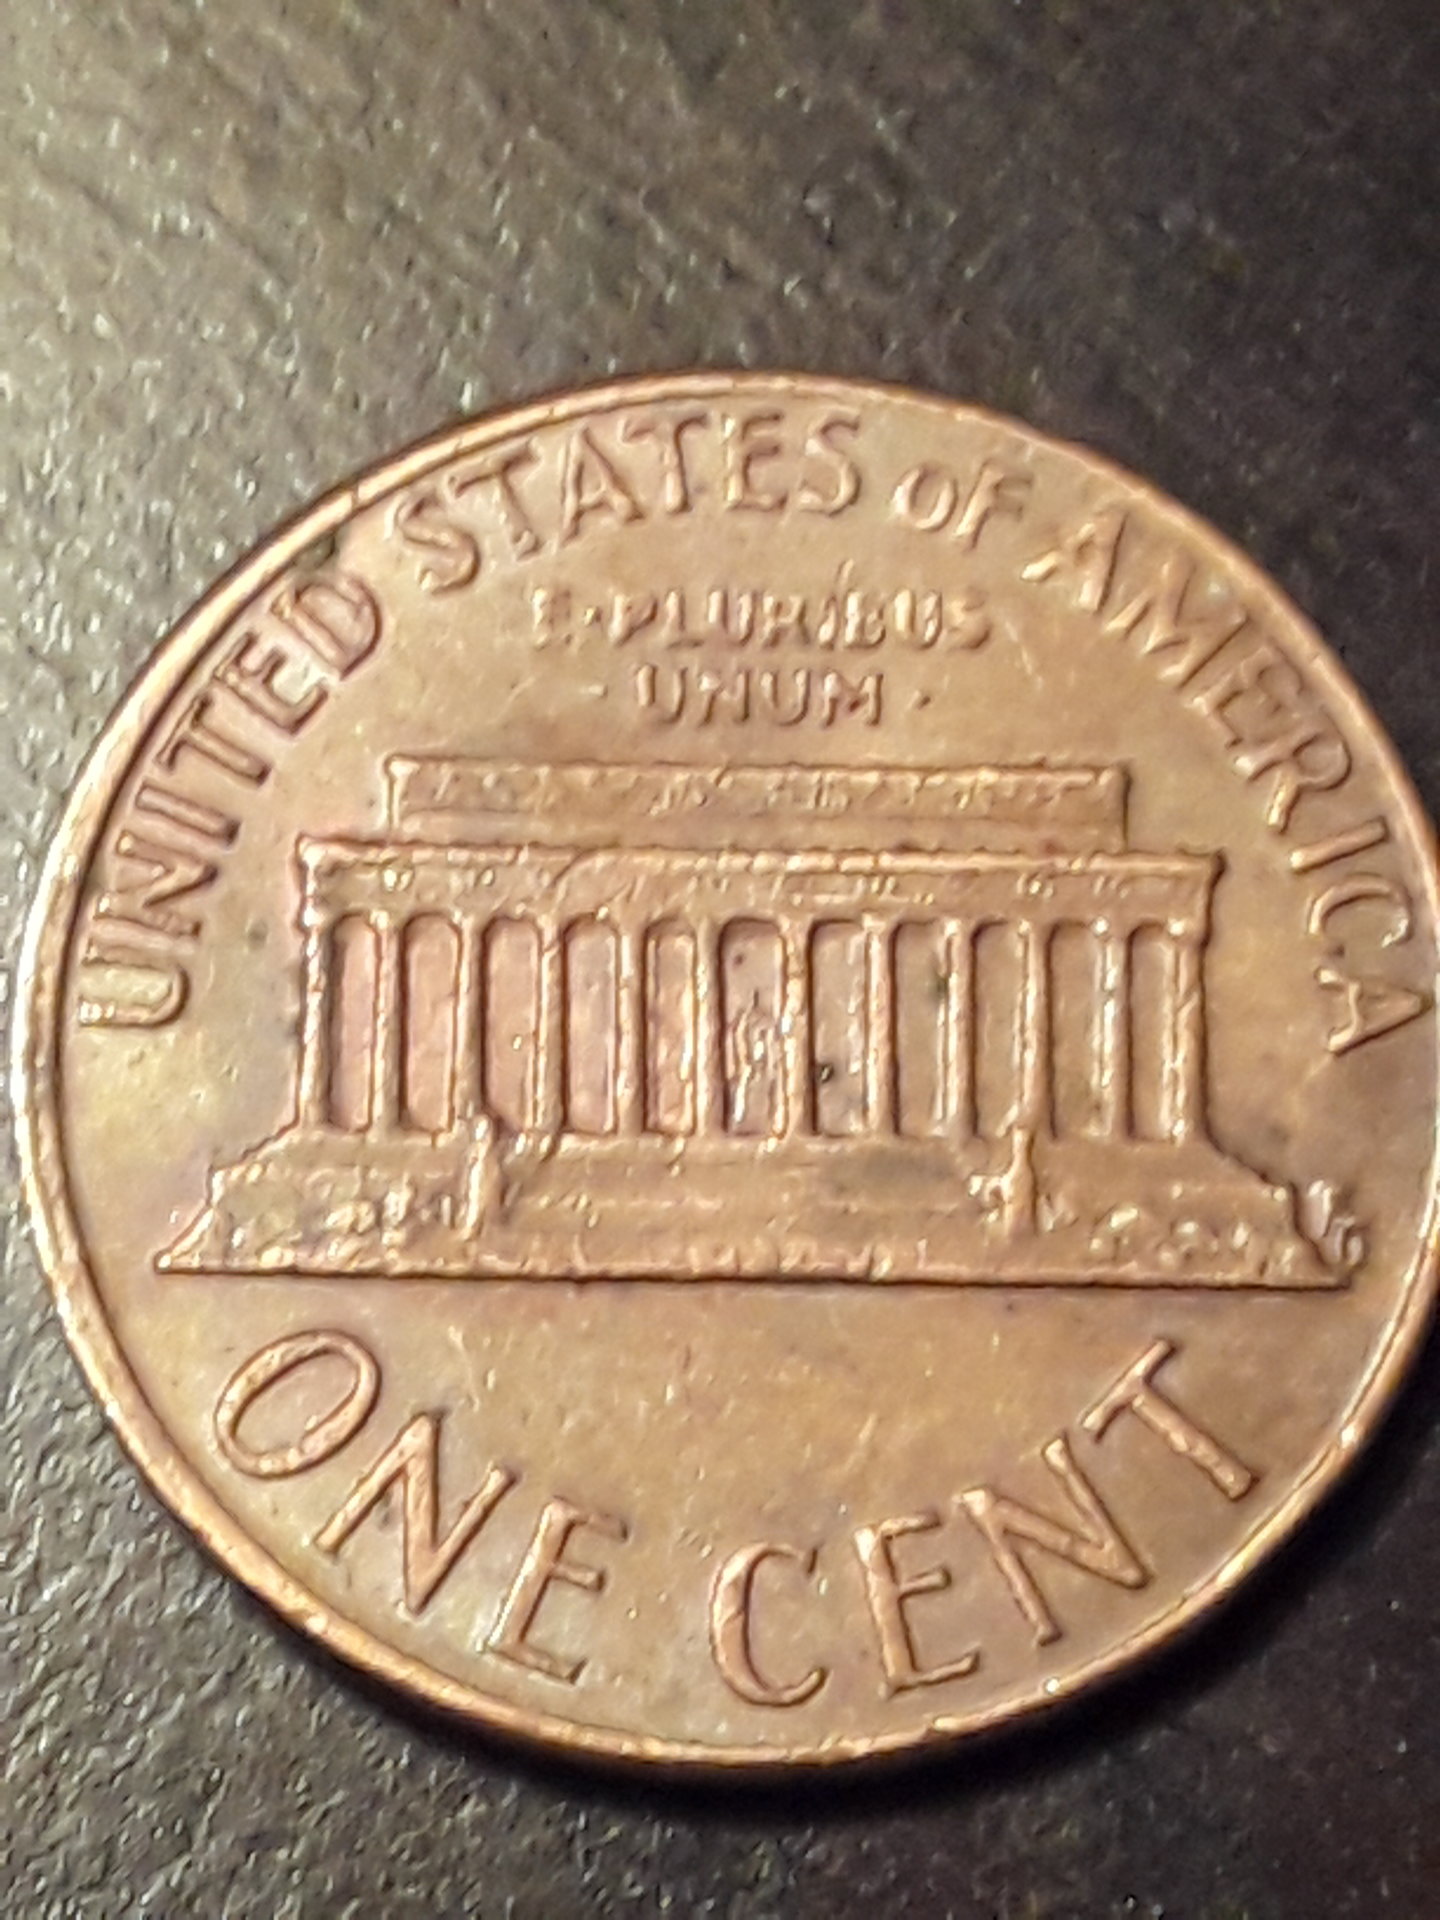 UNITED STATES OF AMERICA
E·PLURIBUS
·UNUM·
ONE CENT